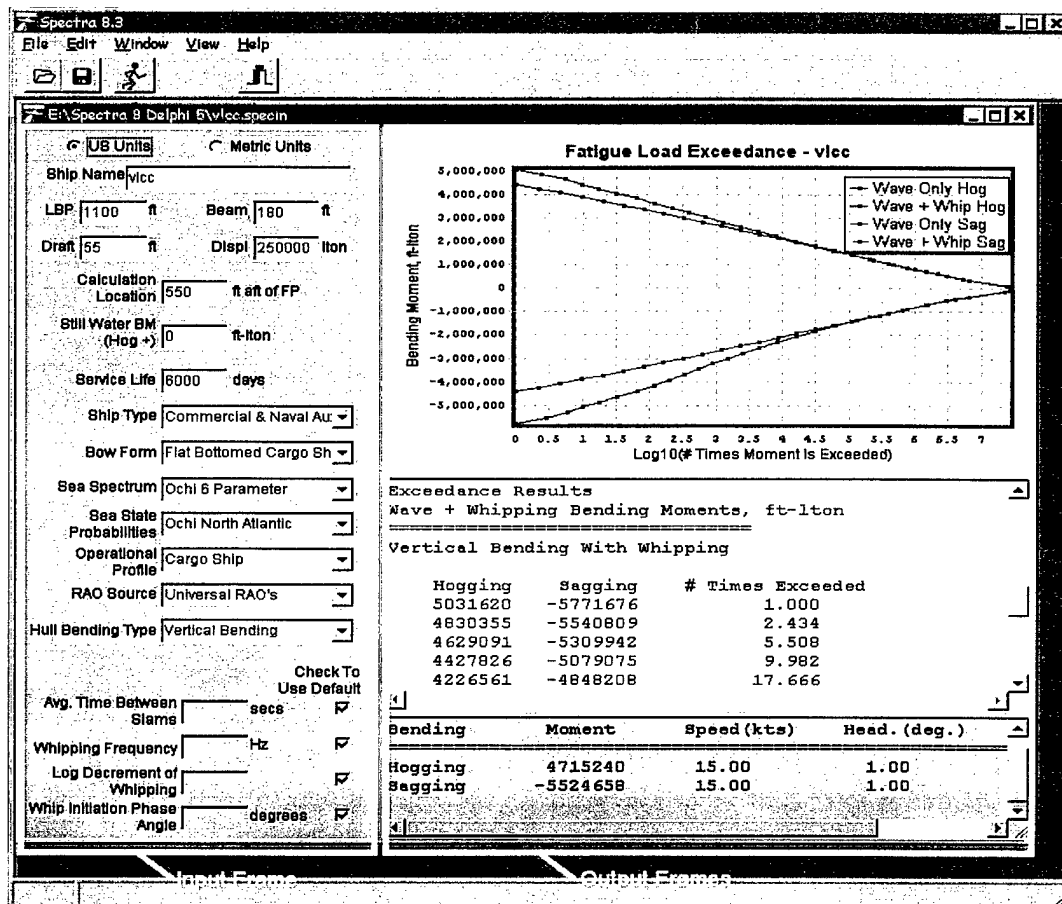 Spectra 8.3
File Edit Window View Help
E:\Spectra 8 Delphi 5\vlcc.specin
US Units Metric Units
Ship Name vlcc
LBP 1100 ft Beam 180 ft
Draft 55 ft Displ 250000 lton
Calculation
Location 550 ft aft of FP
Still Water BM
(Hog +) 0 ft-lton
Service Life 6000 days
Ship Type Commercial & Naval Au:
Bow Form Flat Bottomed Cargo Sh
Sea Spectrum Ochi 6 Parameter
Sea State
Probabilities Ochi North Atlantic
Operational
Profile Cargo Ship
RAO Source Universal RAO's
Hull Bending Type Vertical Bending
Check To
Use Default
Avg. Time Between
Slams secs
Whipping Frequency Hz
Log Decrement of
Whipping
Whip Initiation Phase
Angle degrees
Input Frame
Fatigue Load Exceedance - vlcc
Bending Moment, ft-lton
5,000,000
4,000,000
3,000,000
2,000,000
1,000,000
0
-1,000,000
-2,000,000
-3,000,000
-4,000,000
-5,000,000
Wave Only Hog
Wave + Whip Hog
Wave Only Sag
Wave + Whip Sag
0 0.5 1 1.5 2 2.5 3 3.5 4 4.5 5 5.5 6 6.5 7
Log10(# Times Moment Is Exceeded)
Exceedance Results
Wave + Whipping Bending Moments, ft-lton
====================================
Vertical Bending With Whipping
Hogging Sagging # Times Exceeded
5031620 -5771676 1.000
4830355 -5540809 2.434
4629091 -5309942 5.508
4427826 -5079075 9.982
4226561 -4848208 17.666
Bending Moment Speed(kts) Head.(deg.)
Hogging 4715240 15.00 1.00
Sagging -5524658 15.00 1.00
Output Frames